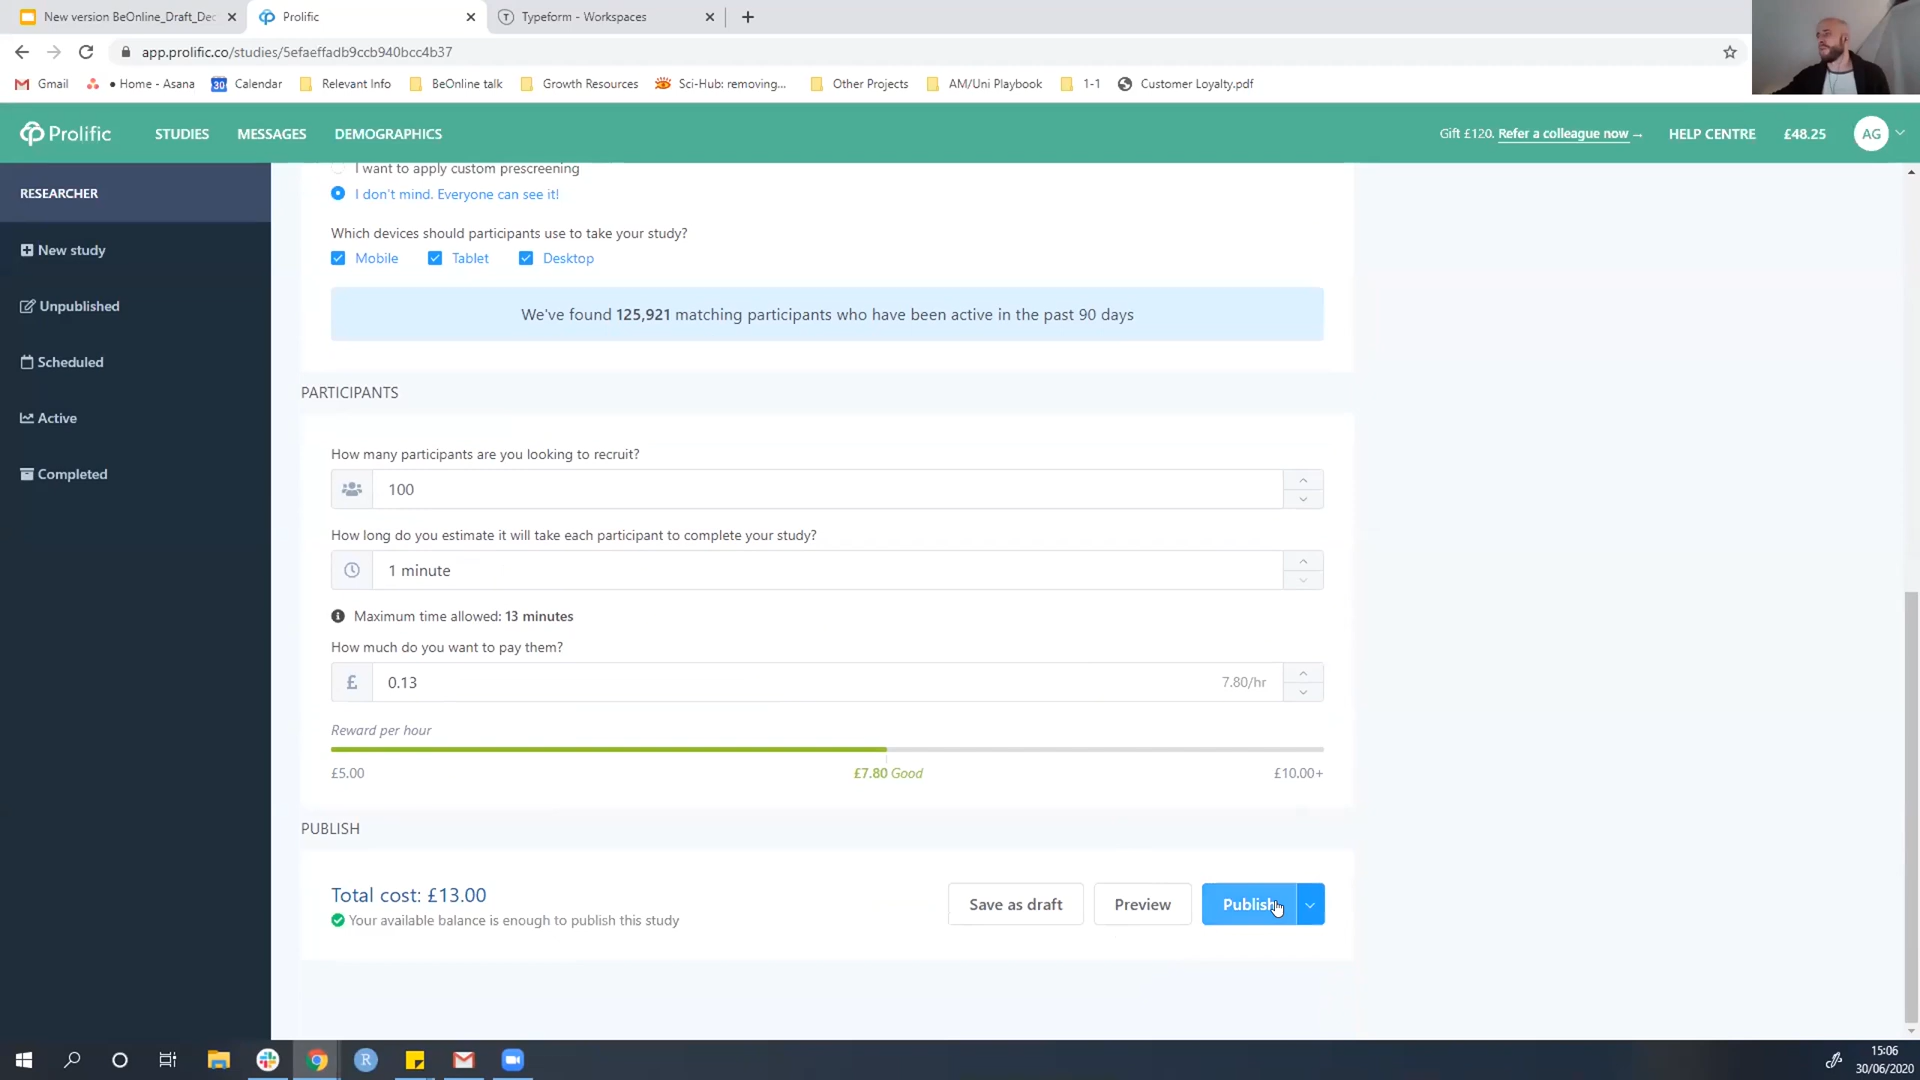 New version BeOnline_Draft_Dec
Prolific
Typeform - Workspaces
app.prolific.co/studies/5efaeffadb9ccb940bcc4b37
Gmail
• Home - Asana
30
Calendar
Relevant Info
BeOnline talk
Growth Resources
Sci-Hub: removing...
Other Projects
AM/Uni Playbook
1-1
Customer Loyalty.pdf
Prolific
STUDIES
MESSAGES
DEMOGRAPHICS
Gift £120. Refer a colleague now →
HELP CENTRE
£48.25
AG
RESEARCHER
New study
Unpublished
Scheduled
Active
Completed
I want to apply custom prescreening
I don't mind. Everyone can see it!
Which devices should participants use to take your study?
Mobile
Tablet
Desktop
We've found 125,921 matching participants who have been active in the past 90 days
PARTICIPANTS
How many participants are you looking to recruit?
100
How long do you estimate it will take each participant to complete your study?
1 minute
Maximum time allowed: 13 minutes
How much do you want to pay them?
£
0.13
7.80/hr
Reward per hour
£5.00
£7.80 Good
£10.00+
PUBLISH
Total cost: £13.00
Your available balance is enough to publish this study
Save as draft
Preview
Publish
R
15:06
30/06/2020